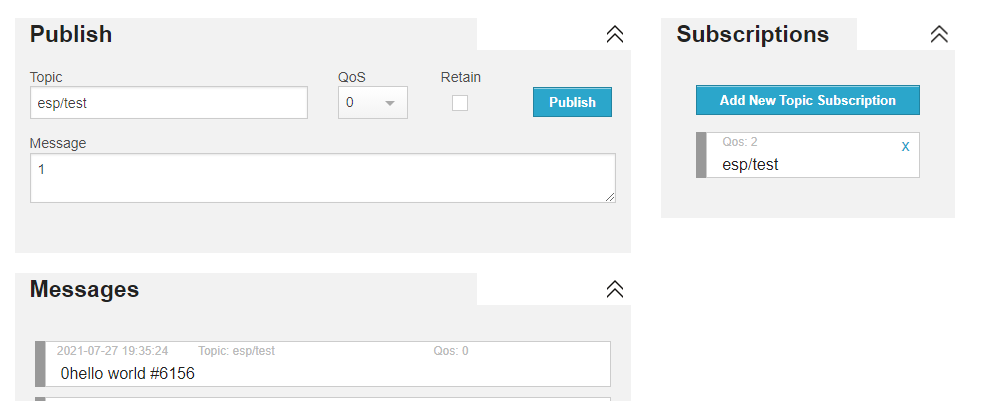 Publish
Topic
QoS
Retain
esp/test
0
Publish
Message
1
Subscriptions
Add New Topic Subscription
Qos: 2
x
esp/test
Messages
2021-07-27 19:35:24 Topic: esp/test Qos: 0
0hello world #6156